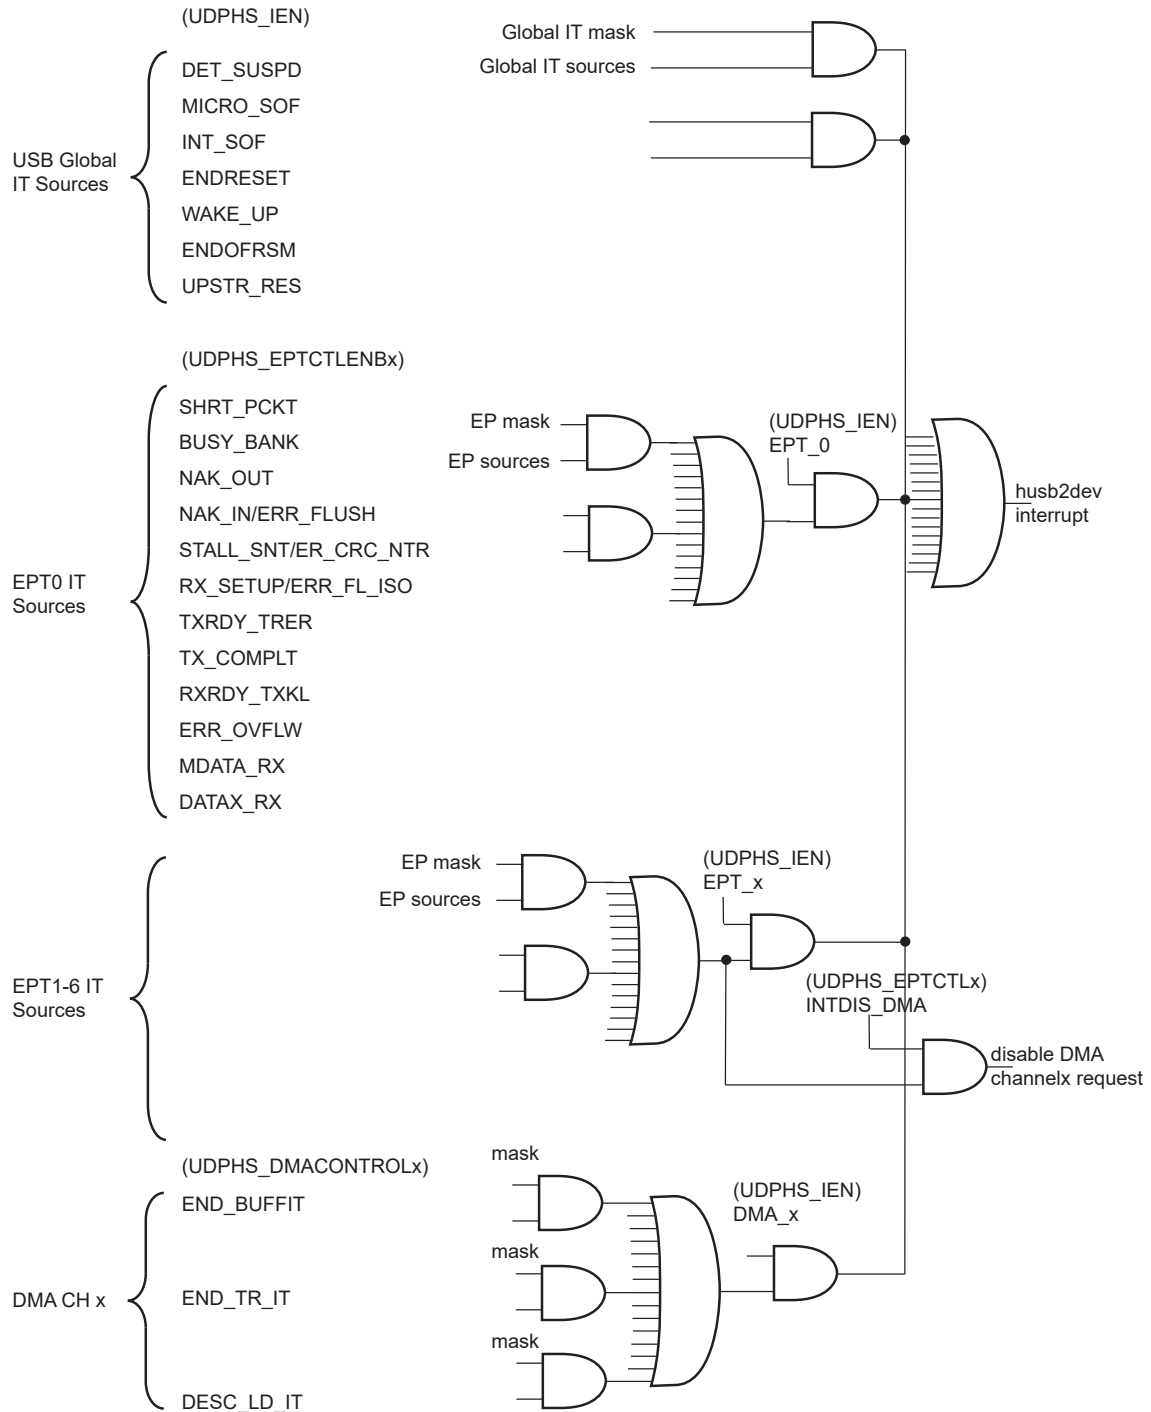 (UDPHS_IEN)
DET_SUSPD
MICRO_SOF
INT_SOF
ENDRESET
WAKE_UP
ENDOFRSM
UPSTR_RES
USB Global
IT Sources
Global IT mask
Global IT sources
(UDPHS_EPTCTLENBx)
SHRT_PCKT
BUSY_BANK
NAK_OUT
NAK_IN/ERR_FLUSH
STALL_SNT/ER_CRC_NTR
RX_SETUP/ERR_FL_ISO
TXRDY_TRER
TX_COMPLT
RXRDY_TXKL
ERR_OVFLW
MDATA_RX
DATAX_RX
EPT0 IT
Sources
EP mask
EP sources
(UDPHS_IEN)
EPT_0
husb2dev
interrupt
EPT1-6 IT
Sources
EP mask
EP sources
(UDPHS_IEN)
EPT_x
(UDPHS_EPTCTLx)
INTDIS_DMA
disable DMA
channelx request
(UDPHS_DMACONTROLx)
END_BUFFIT
END_TR_IT
DESC_LD_IT
DMA CH x
mask
mask
mask
(UDPHS_IEN)
DMA_x